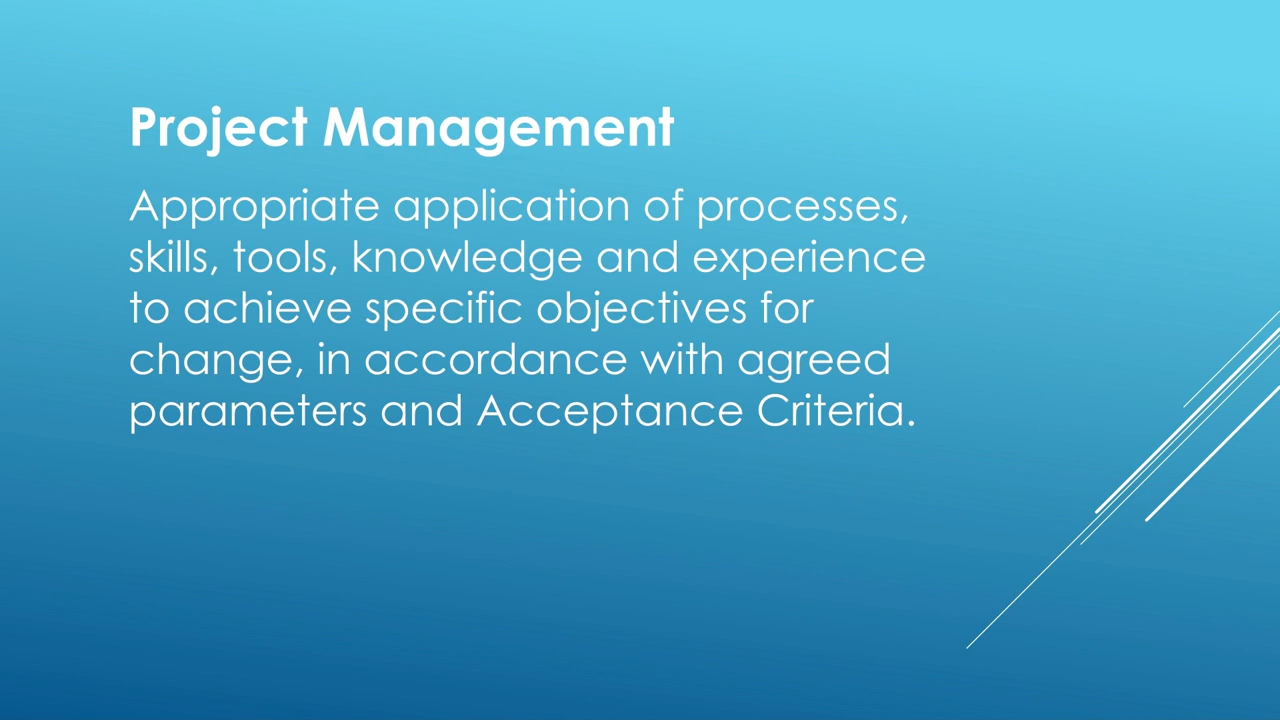 Project Management
Appropriate application of processes,
skills, tools, knowledge and experience
to achieve specific objectives for
change, in accordance with agreed
parameters and Acceptance Criteria.